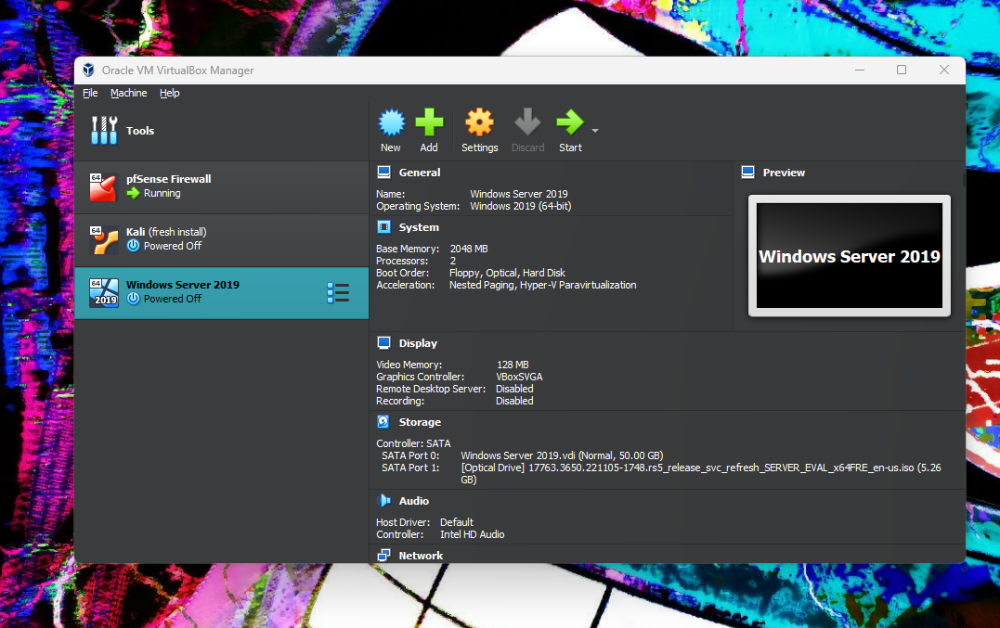 Oracle VM VirtualBox Manager
File Machine Help
Tools
New Add Settings Discard Start
64
pfSense Firewall
Running
64
Kali (fresh install)
Powered Off
64
2019
Windows Server 2019
Powered Off
General
Name: Windows Server 2019
Operating System: Windows 2019 (64-bit)
System
Base Memory: 2048 MB
Processors: 2
Boot Order: Floppy, Optical, Hard Disk
Acceleration: Nested Paging, Hyper-V Paravirtualization
Preview
Windows Server 2019
Display
Video Memory: 128 MB
Graphics Controller: VBoxSVGA
Remote Desktop Server: Disabled
Recording: Disabled
Storage
Controller: SATA
SATA Port 0: Windows Server 2019.vdi (Normal, 50.00 GB)
SATA Port 1: [Optical Drive] 17763.3650.221105-1748.rs5_release_svc_refresh_SERVER_EVAL_x64FRE_en-us.iso (5.26
GB)
Audio
Host Driver: Default
Controller: Intel HD Audio
Network